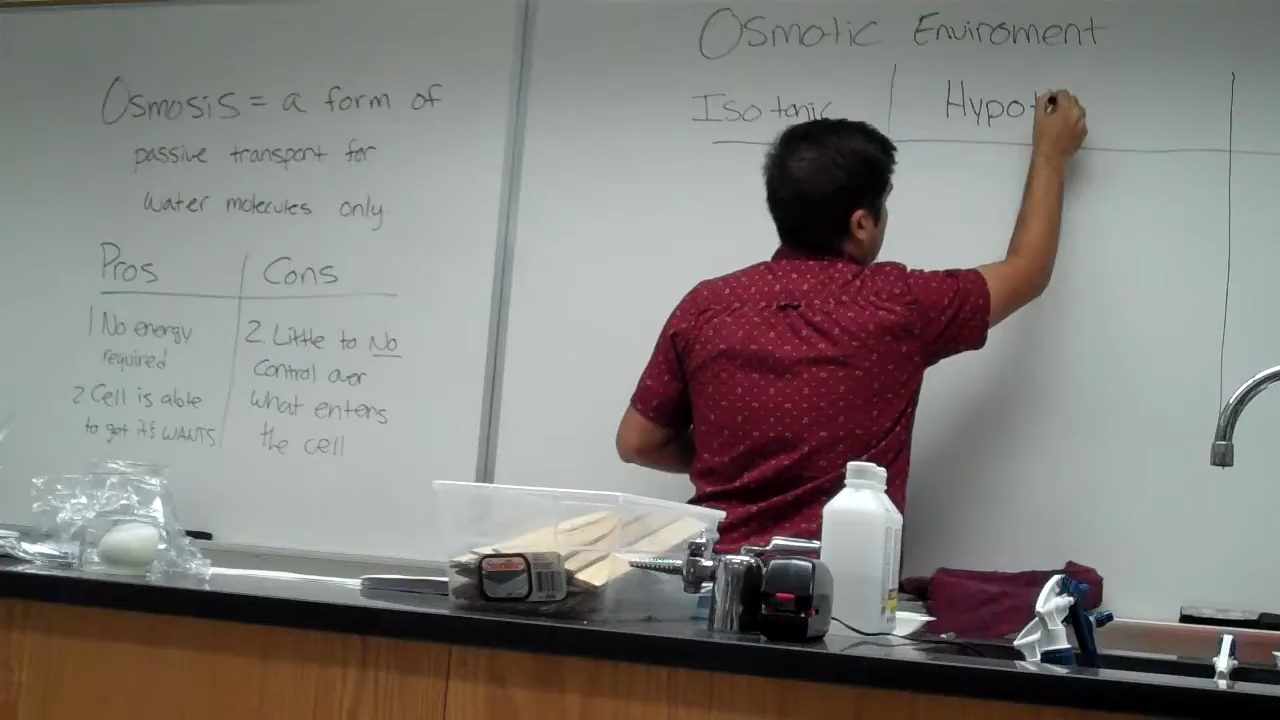 Osmosis = a form of
passive transport for
water molecules only
Pros
Cons
1 No energy
required
2 Cell is able
to get it's WANTS
2 Little to No
control over
what enters
the cell
Osmotic Enviroment
Isotonic
Hypot